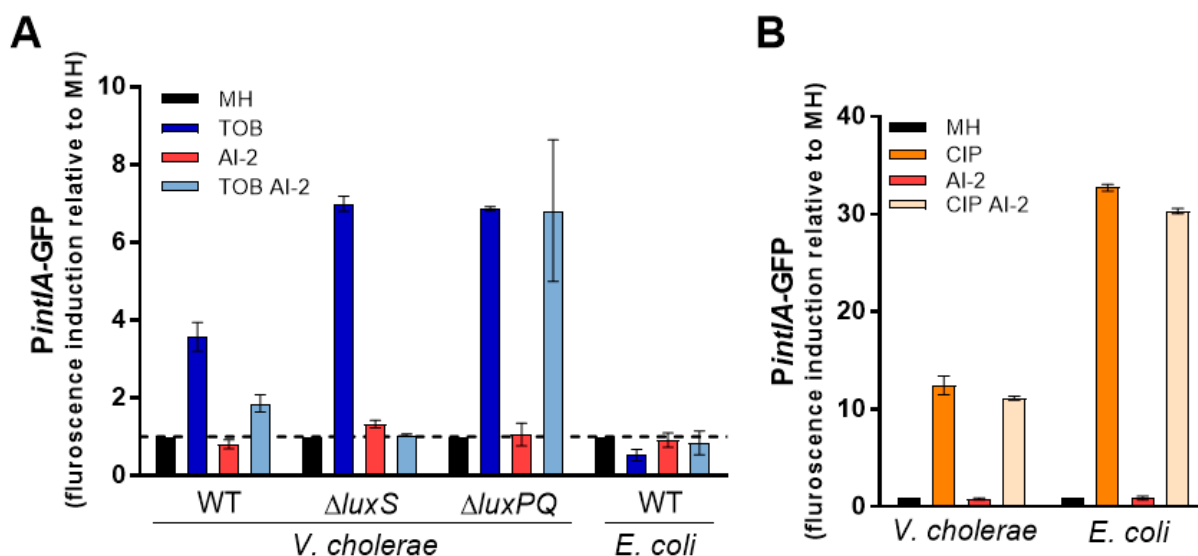 A
PintIA-GFP
(fluroscence induction relative to MH)
10
8
6
4
2
0
MH
TOB
AI-2
TOB AI-2
WT
ΔluxS
ΔluxPQ
WT
V. cholerae
E. coli
B
PintIA-GFP
(fluroscence induction relative to MH)
40
30
20
10
0
MH
CIP
AI-2
CIP AI-2
V. cholerae
E. coli